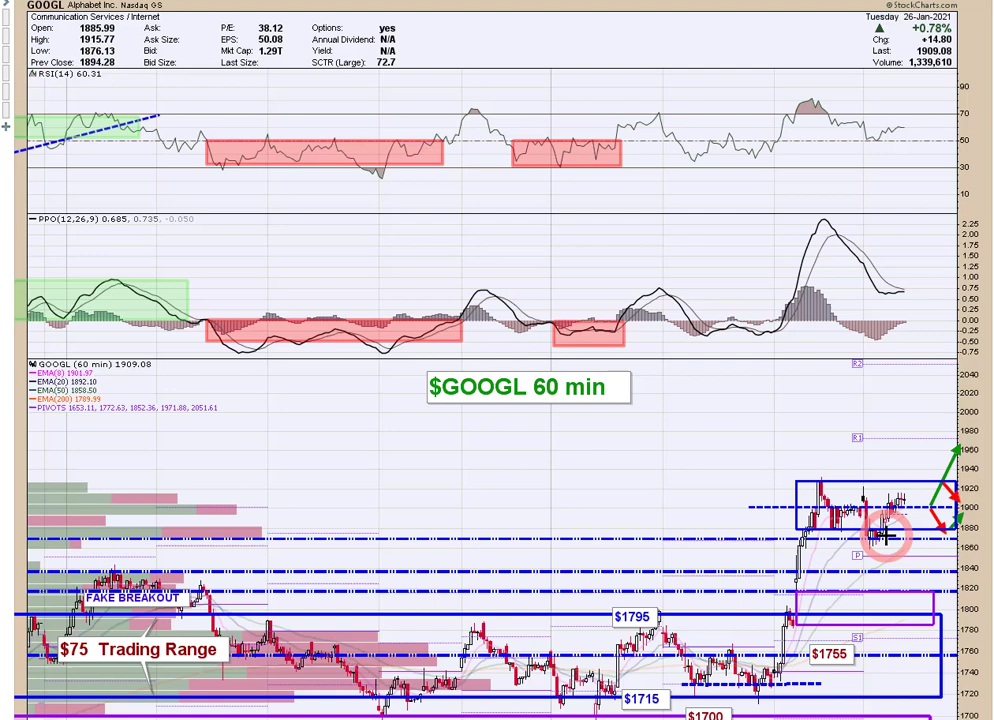 GOOGL Alphabet Inc. Nasdaq GS
© StockCharts.com
Communication Services / Internet
Tuesday 26-Jan-2021
Open: 1885.99 Ask: P/E: 38.12 Options: yes
▲ +0.78%
High: 1915.77 Ask Size: EPS: 50.08 Annual Dividend: N/A
Chg: +14.80
Low: 1876.13 Bid: Mkt Cap: 1.29T Yield: N/A
Last: 1909.08
Prev Close: 1894.28 Bid Size: Last Size: SCTR (Large): 72.7
Volume: 1,339,610
RSI(14) 60.31
90
70
50
30
10
PPO(12,26,9) 0.685, 0.735, -0.050
2.25
2.00
1.75
1.50
1.25
1.00
0.75
0.50
0.25
0.00
-0.25
-0.50
-0.75
GOOGL (60 min) 1909.08
EMA(8) 1901.97
EMA(20) 1892.10
EMA(50) 1858.50
EMA(200) 1789.99
PIVOTS 1653.11, 1772.63, 1852.36, 1971.88, 2051.61
$GOOGL 60 min
R2
2040
2020
2000
R1
1980
1960
1940
1920
1900
1880
1860
P
1840
1820
FAKE BREAKOUT
1800
$1795
1780
S1
$75 Trading Range
1760
$1755
1740
1720
$1715
1700
$1700